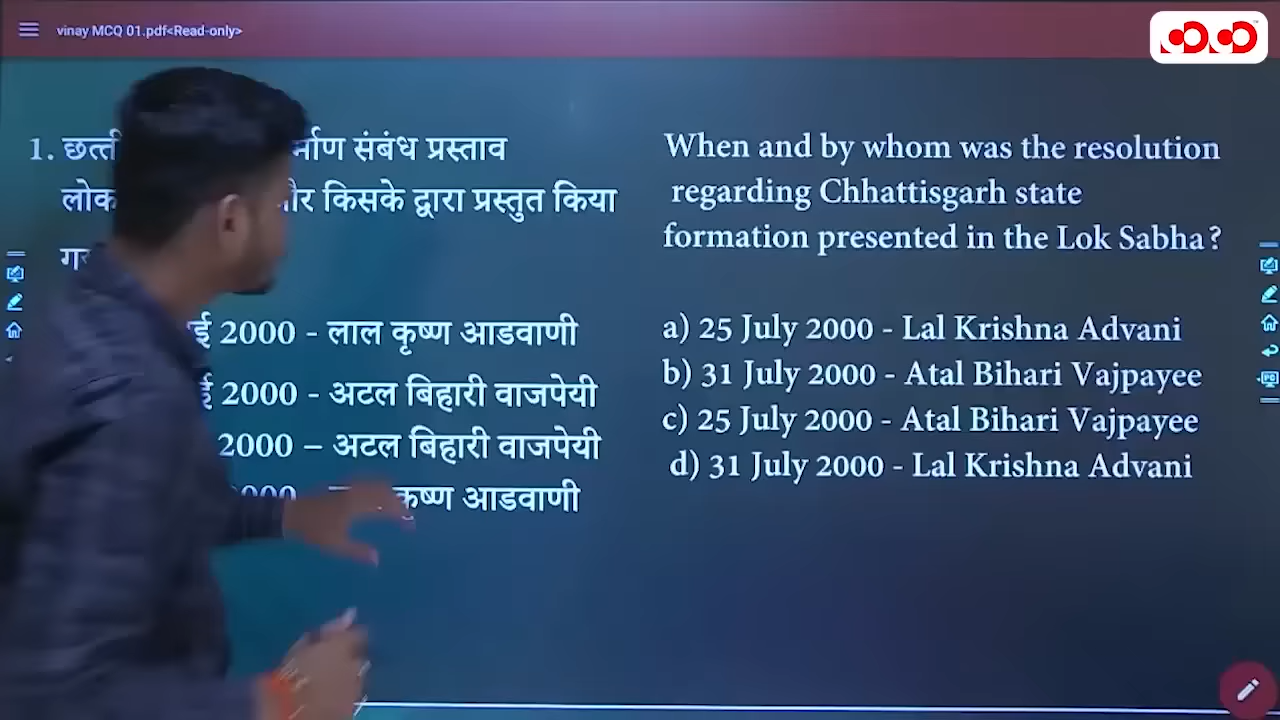 vinay MCQ 01.pdf<Read-only>
1. संबंध प्रस्ताव
किसके द्वारा प्रस्तुत किया
2000 - लाल कृष्ण आडवाणी
2000 - अटल बिहारी वाजपेयी
2000 – अटल बिहारी वाजपेयी
आडवाणी
When and by whom was the resolution
regarding Chhattisgarh state
formation presented in the Lok Sabha?
a) 25 July 2000 - Lal Krishna Advani
b) 31 July 2000 - Atal Bihari Vajpayee
c) 25 July 2000 - Atal Bihari Vajpayee
d) 31 July 2000 - Lal Krishna Advani